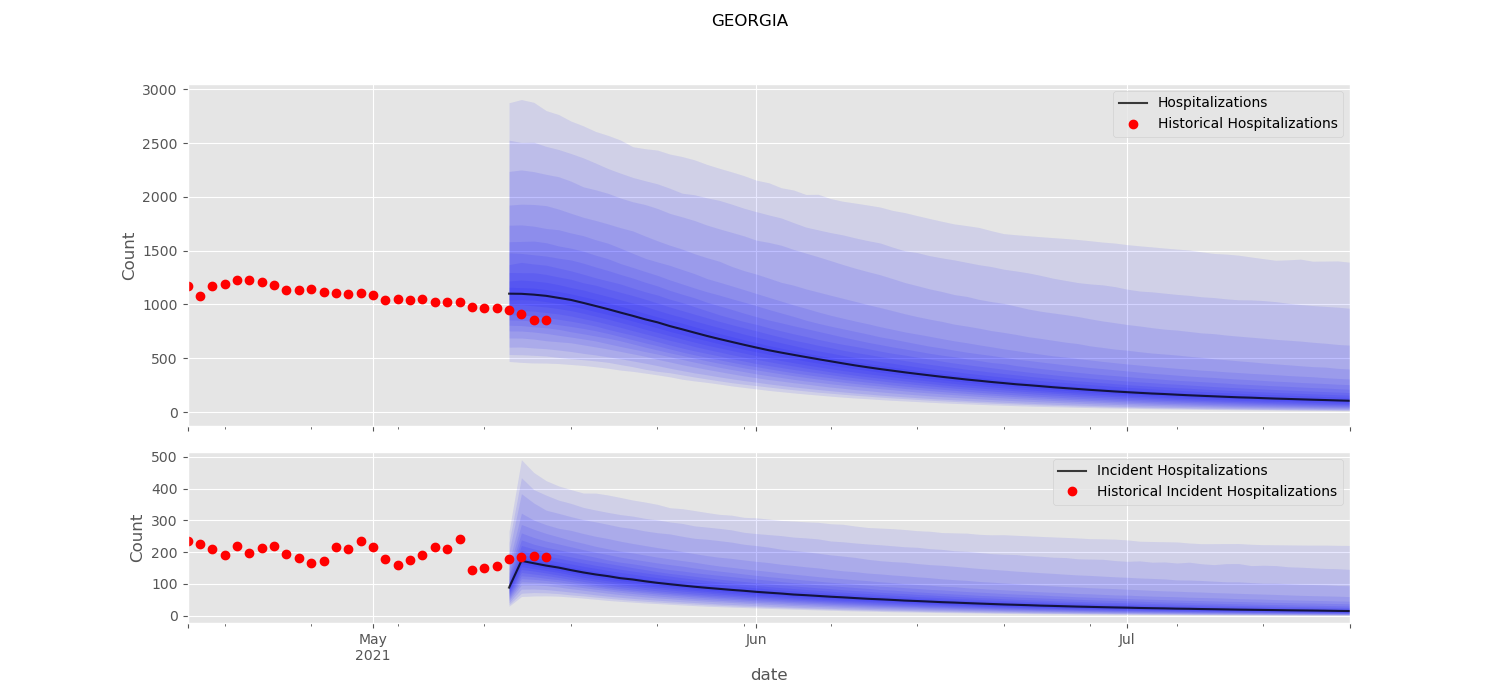 GEORGIA
3000
2500
2000
1500
1000
500
0
Count
Hospitalizations
Historical Hospitalizations
500
400
300
200
100
0
Count
Incident Hospitalizations
Historical Incident Hospitalizations
May
2021
Jun
Jul
date